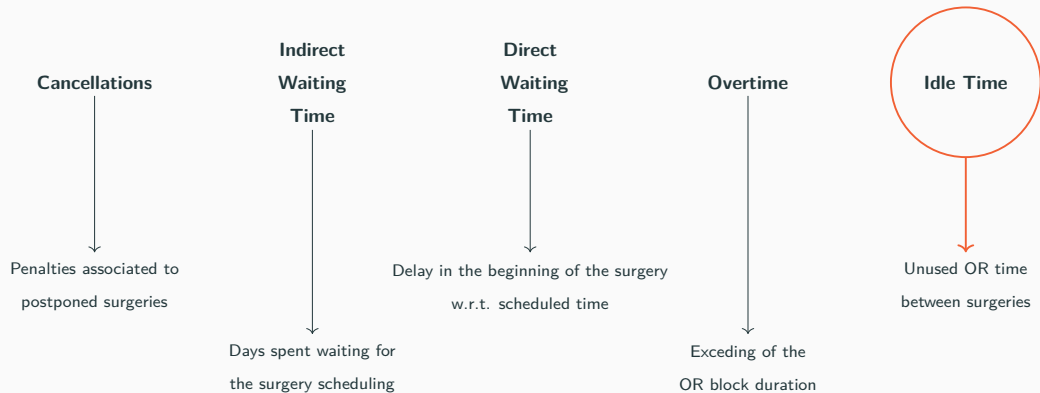 Cancellations
Indirect
Waiting
Time
Direct
Waiting
Time
Overtime
Idle Time
Penalties associated to
postponed surgeries
Days spent waiting for
the surgery scheduling
Delay in the beginning of the surgery
w.r.t. scheduled time
Exceding of the
OR block duration
Unused OR time
between surgeries